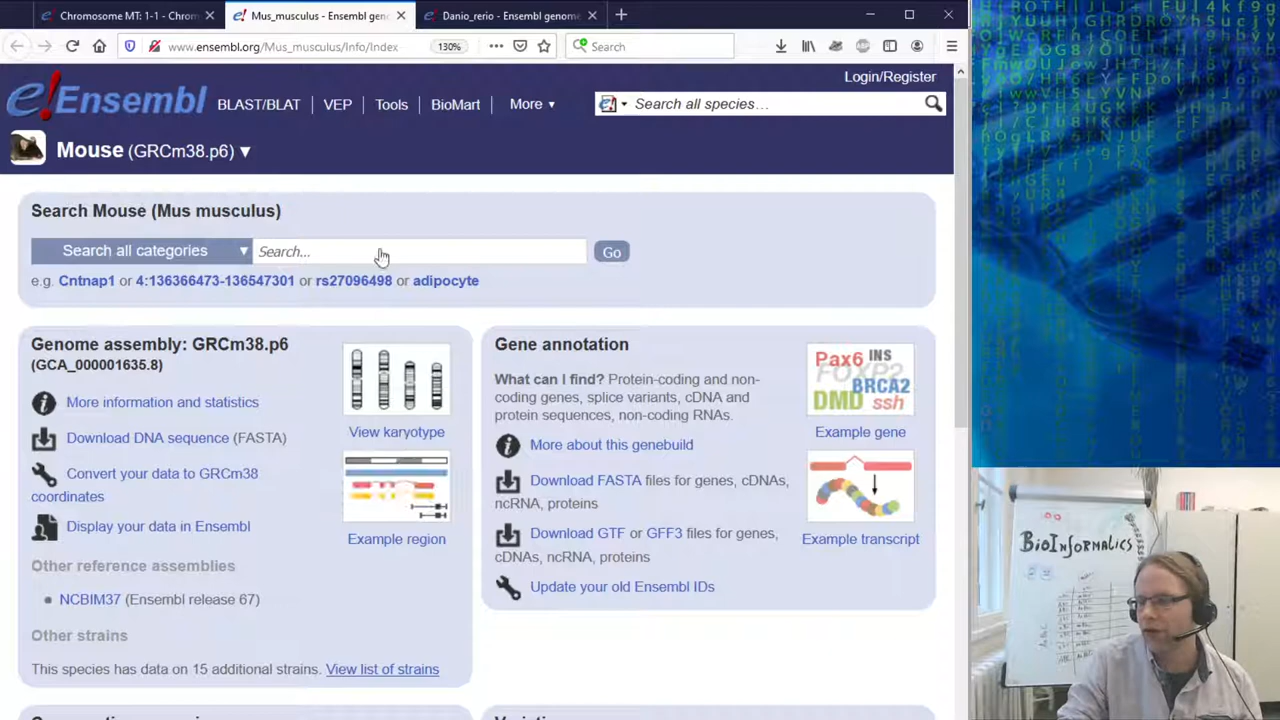 Chromosome MT: 1-1 - Chrom
Mus_musculus - Ensembl geno
Danio_rerio - Ensembl genome
www.ensembl.org/Mus_musculus/Info/Index
130%
Search
Login/Register
e!Ensembl
BLAST/BLAT
VEP
Tools
BioMart
More ▼
Search all species…
Mouse (GRCm38.p6) ▼
Search Mouse (Mus musculus)
Search all categories ▼
Search…
Go
e.g. Cntnap1 or 4:136366473-136547301 or rs27096498 or adipocyte
Genome assembly: GRCm38.p6
(GCA_000001635.8)
More information and statistics
Download DNA sequence (FASTA)
Convert your data to GRCm38
coordinates
Display your data in Ensembl
View karyotype
Example region
Other reference assemblies
NCBIM37 (Ensembl release 67)
Other strains
This species has data on 15 additional strains. View list of strains
Gene annotation
What can I find? Protein-coding and non-
coding genes, splice variants, cDNA and
protein sequences, non-coding RNAs.
More about this genebuild
Download FASTA files for genes, cDNAs,
ncRNA, proteins
Download GTF or GFF3 files for genes,
cDNAs, ncRNA, proteins
Update your old Ensembl IDs
Pax6 INS
FOXP2
BRCA2
DMD ssh
Example gene
Example transcript
BioInformatics